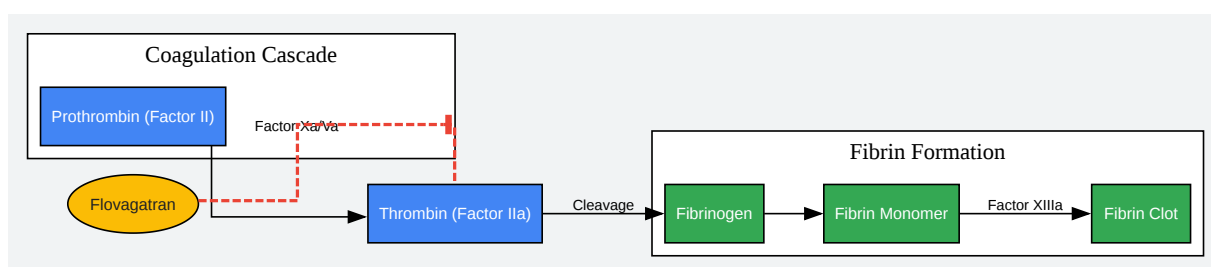 Coagulation Cascade
Prothrombin (Factor II)
Factor Xa/Va
Flovagatran
Thrombin (Factor IIa)
Cleavage
Fibrin Formation
Fibrinogen
Fibrin Monomer
Factor XIIIa
Fibrin Clot